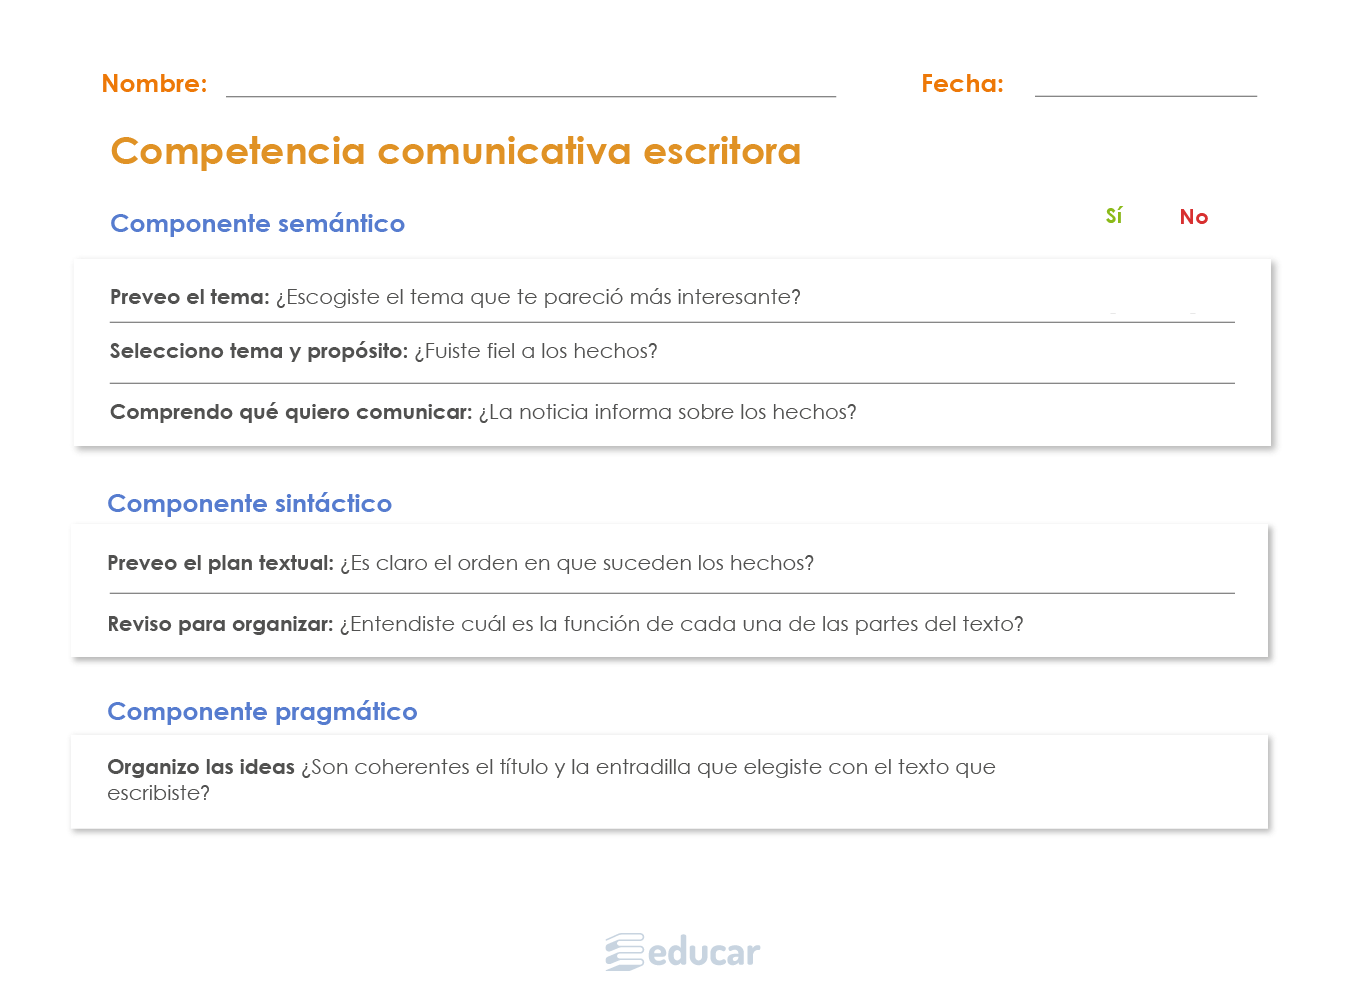 Nombre: Fecha:
Competencia comunicativa escritora
Componente semántico Sí No
Preveo el tema: ¿Escogiste el tema que te pareció más interesante?
Selecciono tema y propósito: ¿Fuiste fiel a los hechos?
Comprendo qué quiero comunicar: ¿La noticia informa sobre los hechos?
Componente sintáctico
Preveo el plan textual: ¿Es claro el orden en que suceden los hechos?
Reviso para organizar: ¿Entendiste cuál es la función de cada una de las partes del texto?
Componente pragmático
Organizo las ideas ¿Son coherentes el título y la entradilla que elegiste con el texto que
escribiste?
educar